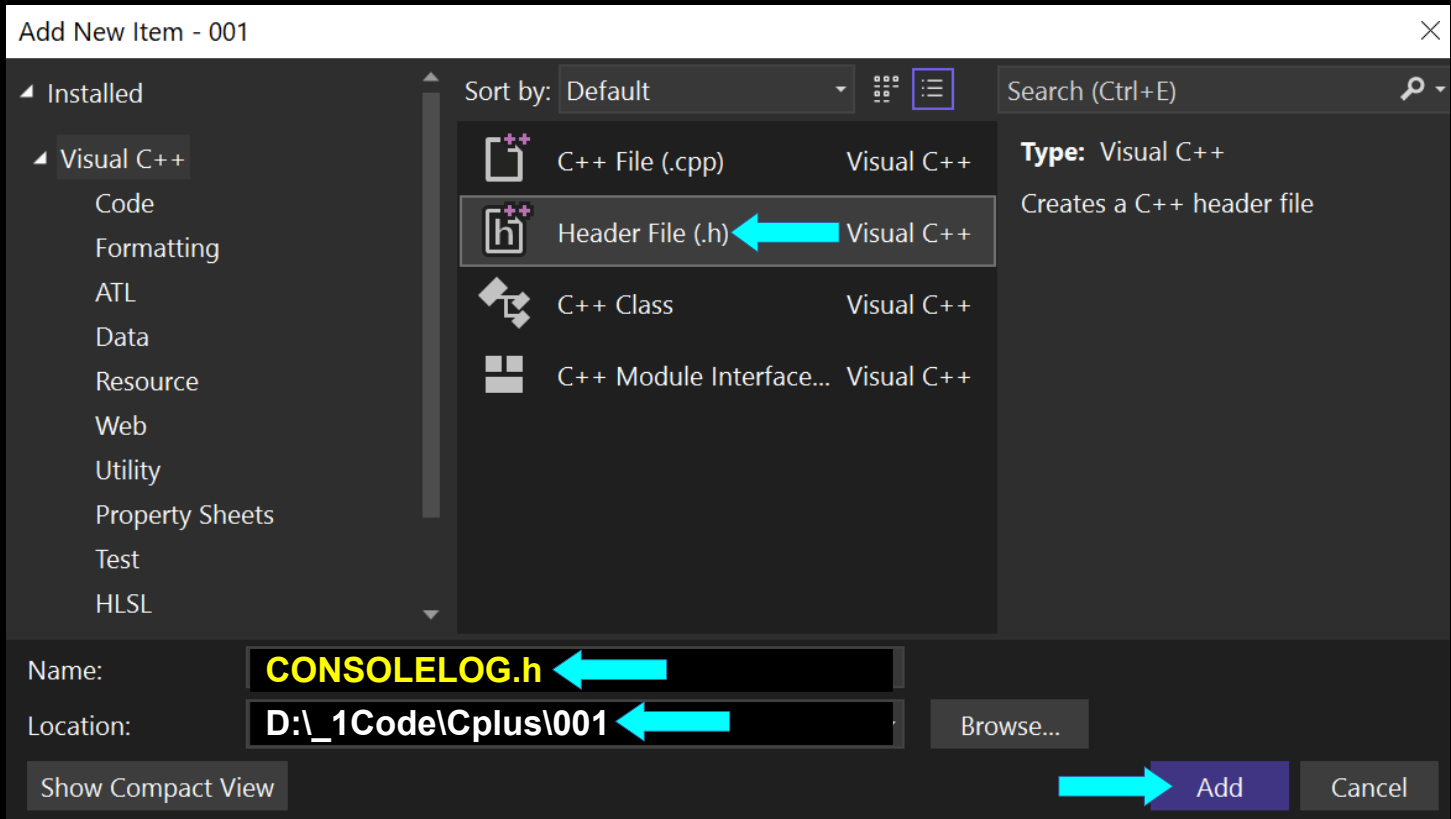 Add New Item - 001
Installed
Visual C++
Code
Formatting
ATL
Data
Resource
Web
Utility
Property Sheets
Test
HLSL
Sort by: Default
C++ File (.cpp) Visual C++
Header File (.h) Visual C++
C++ Class Visual C++
C++ Module Interface... Visual C++
Search (Ctrl+E)
Type: Visual C++
Creates a C++ header file
Name: CONSOLELOG.h
Location: D:\_1Code\Cplus\001
Browse...
Show Compact View
Add
Cancel